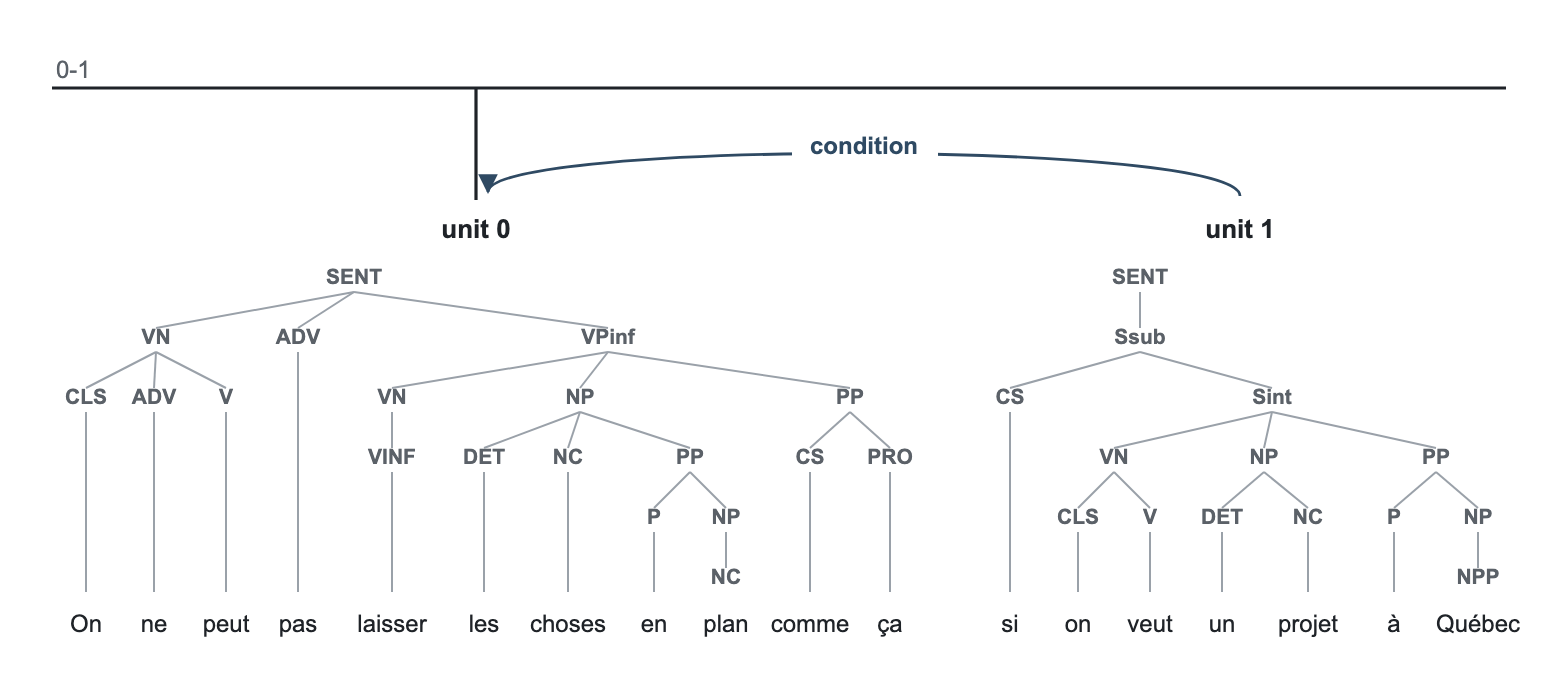 0-1
condition
unit 0 unit 1
SENT SENT
VN ADV VPinf Ssub
CLS ADV V VN NP PP CS Sint
VINF DET NC PP CS PRO VN NP PP
P NP CLS V DET NC P NP
NC NPP
On ne peut pas laisser les choses en plan comme ça si on veut un projet à Québec